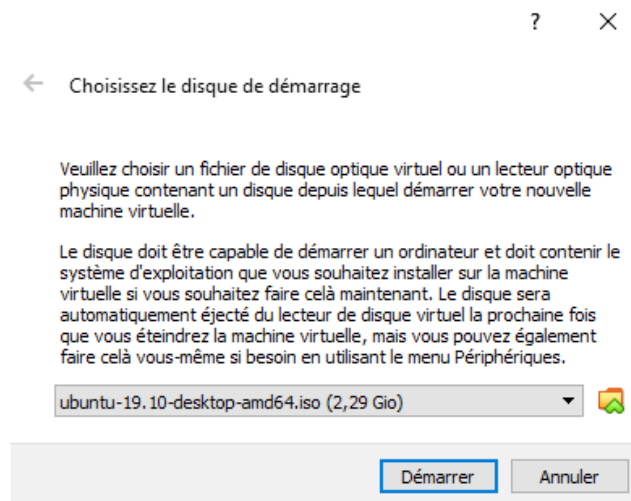 ?
Choisissez le disque de démarrage
Veuillez choisir un fichier de disque optique virtuel ou un lecteur optique
physique contenant un disque depuis lequel démarrer votre nouvelle
machine virtuelle.
Le disque doit être capable de démarrer un ordinateur et doit contenir le
système d'exploitation que vous souhaitez installer sur la machine
virtuelle si vous souhaitez faire celà maintenant. Le disque sera
automatiquement éjecté du lecteur de disque virtuel la prochaine fois
que vous éteindrez la machine virtuelle, mais vous pouvez également
faire celà vous-même si besoin en utilisant le menu Périphériques.
ubuntu-19.10-desktop-amd64.iso (2,29 Gio)
Démarrer Annuler